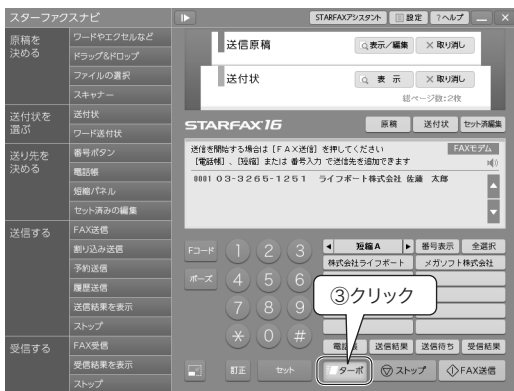 スターファクスナビ
STARFAXアシスタント 設定 ?ヘルプ
原稿を
決める
ワードやエクセルなど
ドラッグ&ドロップ
ファイルの選択
スキャナー
送付状を
選ぶ
送付状
ワード送付状
送り先を
決める
番号ボタン
電話帳
短縮パネル
セット済みの編集
送信する
FAX送信
割り込み送信
予約送信
履歴送信
送信結果を表示
ストップ
受信する
FAX受信
受信結果を表示
ストップ
送信原稿 表示/編集 ×取り消し
送付状 表示 ×取り消し
総ページ数:2枚
STARFAX16 原稿 送付状 セット済編集
送信を開始する場合は[FAX送信]を押してください FAXモデム
[電話帳]、[短縮]または 番号入力 で送信先を追加できます
0001 03-3265-1251 ライフボート株式会社 佐藤 太郎
Fコード 1 2 3
ポーズ 4 5 6
7 8 9
* 0 #
訂正 セット
短縮A 番号表示 全選択
株式会社ライフボート メガソフト株式会社
③クリック
送信結果 送信待ち 受信結果
ターボ ストップ FAX送信